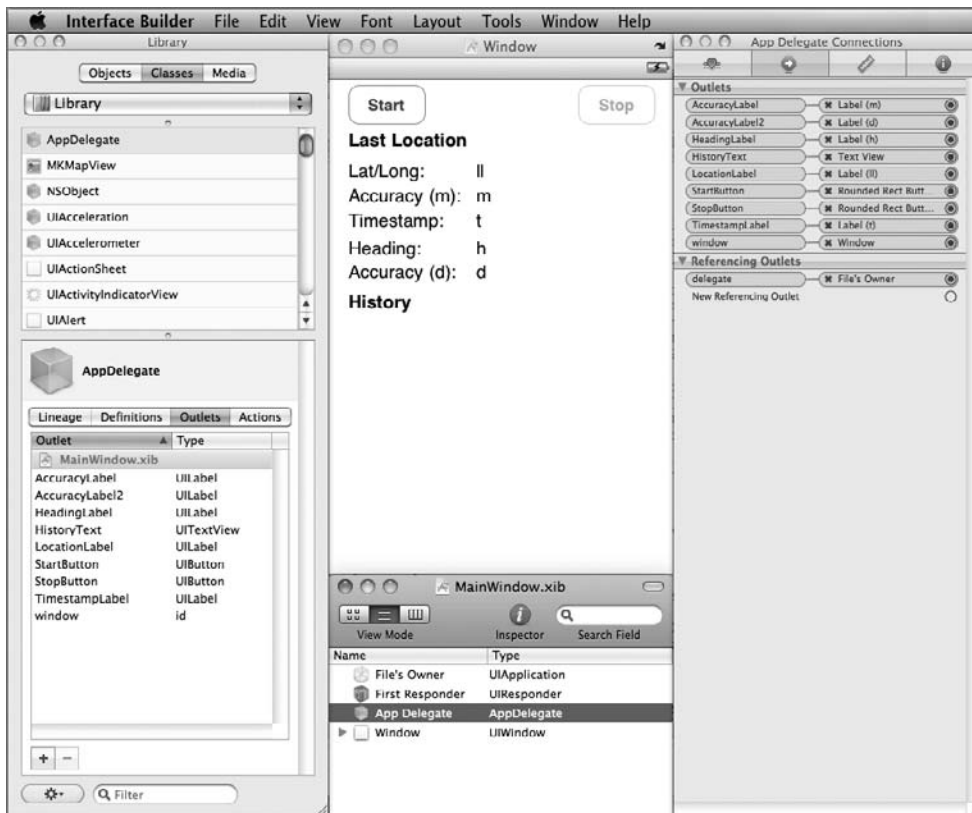 Interface Builder File Edit View Font Layout Tools Window Help
Library
Objects Classes Media
Library
AppDelegate
MKMapView
NSObject
UIAcceleration
UIAccelerometer
UIActionSheet
UIActivityIndicatorView
UIAlert
AppDelegate
Lineage Definitions Outlets Actions
Outlet Type
MainWindow.xib
AccuracyLabel UILabel
AccuracyLabel2 UILabel
HeadingLabel UILabel
HistoryText UITextView
LocationLabel UILabel
StartButton UIButton
StopButton UIButton
TimestampLabel UILabel
window id
Filter
Window
Start Stop
Last Location
Lat/Long: ll
Accuracy (m): m
Timestamp: t
Heading: h
Accuracy (d): d
History
MainWindow.xib
View Mode Inspector Search Field
Name Type
File's Owner UIApplication
First Responder UIResponder
App Delegate AppDelegate
Window UIWindow
App Delegate Connections
Outlets
AccuracyLabel Label (m)
AccuracyLabel2 Label (d)
HeadingLabel Label (h)
HistoryText Text View
LocationLabel Label (ll)
StartButton Rounded Rect Butt...
StopButton Rounded Rect Butt...
TimestampLabel Label (t)
window Window
Referencing Outlets
delegate File's Owner
New Referencing Outlet